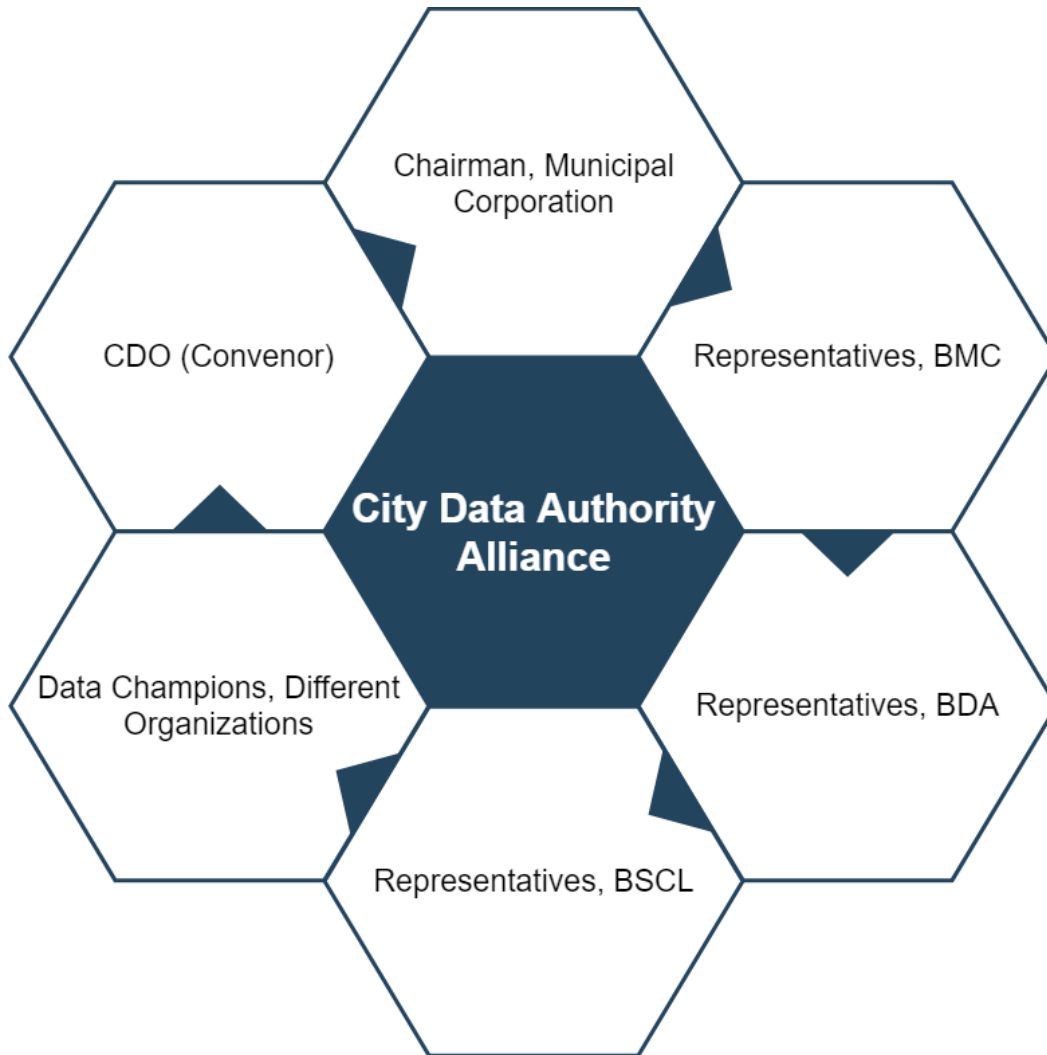 Chairman, Municipal
Corporation
CDO (Convenor)
Representatives, BMC
City Data Authority
Alliance
Data Champions, Different
Organizations
Representatives, BDA
Representatives, BSCL